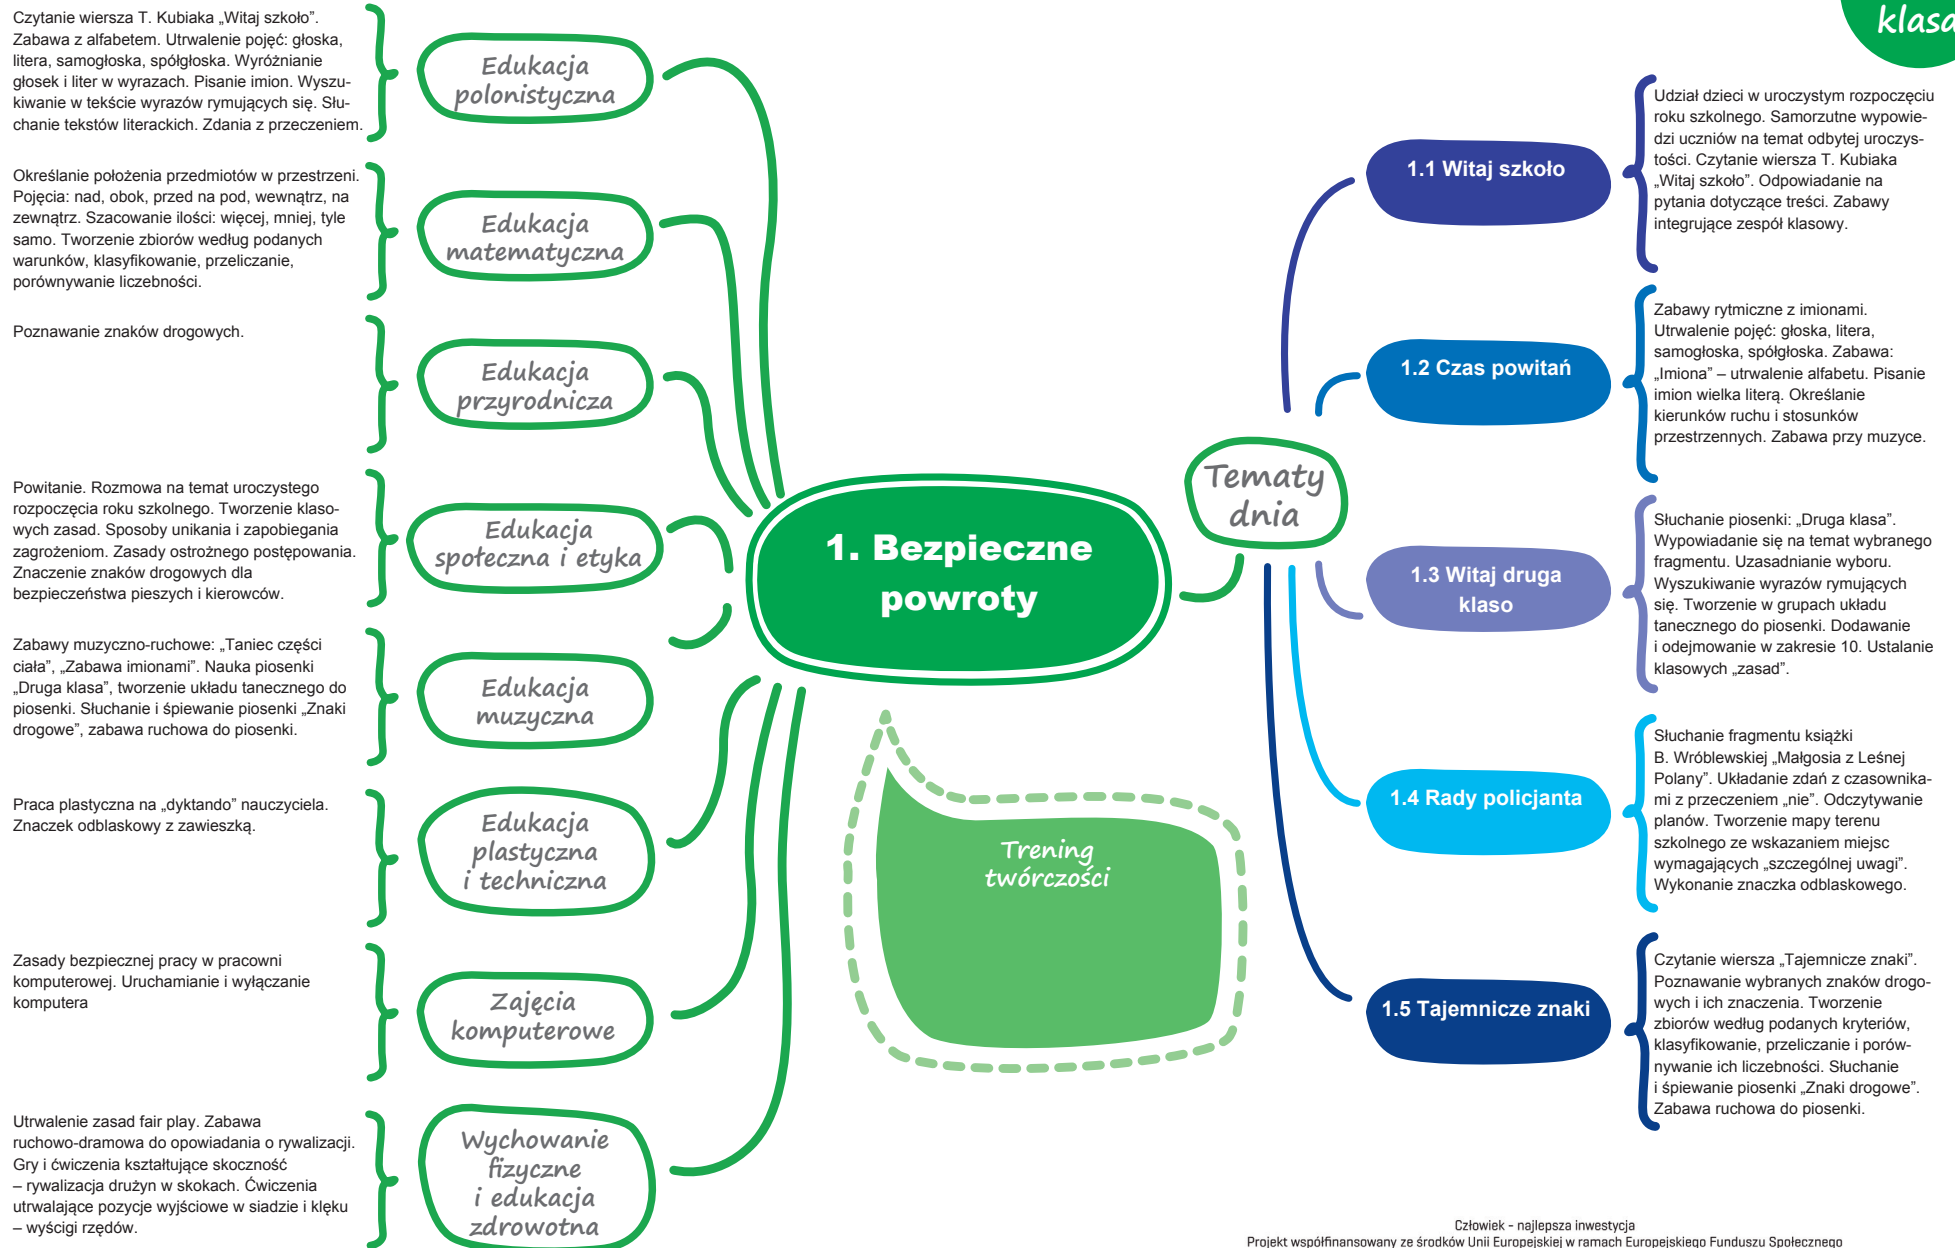 Czytanie wiersza T. Kubiaka „Witaj szkoło”.
Zabawa z alfabetem. Utrwalenie pojęć: głoska,
litera, samogłoska, spółgłoska. Wyróżnianie
głosek i liter w wyrazach. Pisanie imion. Wyszu-
kiwanie w tekście wyrazów rymujących się. Słu-
chanie tekstów literackich. Zdania z przeczeniem.
Edukacja
polonistyczna
Określanie położenia przedmiotów w przestrzeni.
Pojęcia: nad, obok, przed na pod, wewnątrz, na
zewnątrz. Szacowanie ilości: więcej, mniej, tyle
samo. Tworzenie zbiorów według podanych
warunków, klasyfikowanie, przeliczanie,
porównywanie liczebności.
Edukacja
matematyczna
Poznawanie znaków drogowych.
Edukacja
przyrodnicza
Powitanie. Rozmowa na temat uroczystego
rozpoczęcia roku szkolnego. Tworzenie klaso-
wych zasad. Sposoby unikania i zapobiegania
zagrożeniom. Zasady ostrożnego postępowania.
Znaczenie znaków drogowych dla
bezpieczeństwa pieszych i kierowców.
Edukacja
społeczna i etyka
Zabawy muzyczno-ruchowe: „Taniec części
ciała”, „Zabawa imionami”. Nauka piosenki
„Druga klasa”, tworzenie układu tanecznego do
piosenki. Słuchanie i śpiewanie piosenki „Znaki
drogowe”, zabawa ruchowa do piosenki.
Edukacja
muzyczna
Praca plastyczna na „dyktando” nauczyciela.
Znaczek odblaskowy z zawieszką.
Edukacja
plastyczna
i techniczna
Zasady bezpiecznej pracy w pracowni
komputerowej. Uruchamianie i wyłączanie
komputera
Zajęcia
komputerowe
Utrwalenie zasad fair play. Zabawa
ruchowo-dramowa do opowiadania o rywalizacji.
Gry i ćwiczenia kształtujące skoczność
– rywalizacja drużyn w skokach. Ćwiczenia
utrwalające pozycje wyjściowe w siadzie i klęku
– wyścigi rzędów.
Wychowanie
fizyczne
i edukacja
zdrowotna
1. Bezpieczne
powroty
Trening
twórczości
Tematy
dnia
klasa
1.1 Witaj szkoło
Udział dzieci w uroczystym rozpoczęciu
roku szkolnego. Samorzutne wypowie-
dzi uczniów na temat odbytej uroczys-
tości. Czytanie wiersza T. Kubiaka
„Witaj szkoło”. Odpowiadanie na
pytania dotyczące treści. Zabawy
integrujące zespół klasowy.
1.2 Czas powitań
Zabawy rytmiczne z imionami.
Utrwalenie pojęć: głoska, litera,
samogłoska, spółgłoska. Zabawa:
„Imiona” – utrwalenie alfabetu. Pisanie
imion wielka literą. Określanie
kierunków ruchu i stosunków
przestrzennych. Zabawa przy muzyce.
1.3 Witaj druga
klaso
Słuchanie piosenki: „Druga klasa”.
Wypowiadanie się na temat wybranego
fragmentu. Uzasadnianie wyboru.
Wyszukiwanie wyrazów rymujących
się. Tworzenie w grupach układu
tanecznego do piosenki. Dodawanie
i odejmowanie w zakresie 10. Ustalanie
klasowych „zasad”.
1.4 Rady policjanta
Słuchanie fragmentu książki
B. Wróblewskiej „Małgosia z Leśnej
Polany”. Układanie zdań z czasownika-
mi z przeczeniem „nie”. Odczytywanie
planów. Tworzenie mapy terenu
szkolnego ze wskazaniem miejsc
wymagających „szczególnej uwagi”.
Wykonanie znaczka odblaskowego.
1.5 Tajemnicze znaki
Czytanie wiersza „Tajemnicze znaki”.
Poznawanie wybranych znaków drogo-
wych i ich znaczenia. Tworzenie
zbiorów według podanych kryteriów,
klasyfikowanie, przeliczanie i porów-
nywanie ich liczebności. Słuchanie
i śpiewanie piosenki „Znaki drogowe”.
Zabawa ruchowa do piosenki.
Człowiek - najlepsza inwestycja
Projekt współfinansowany ze środków Unii Europejskiej w ramach Europejskiego Funduszu Społecznego